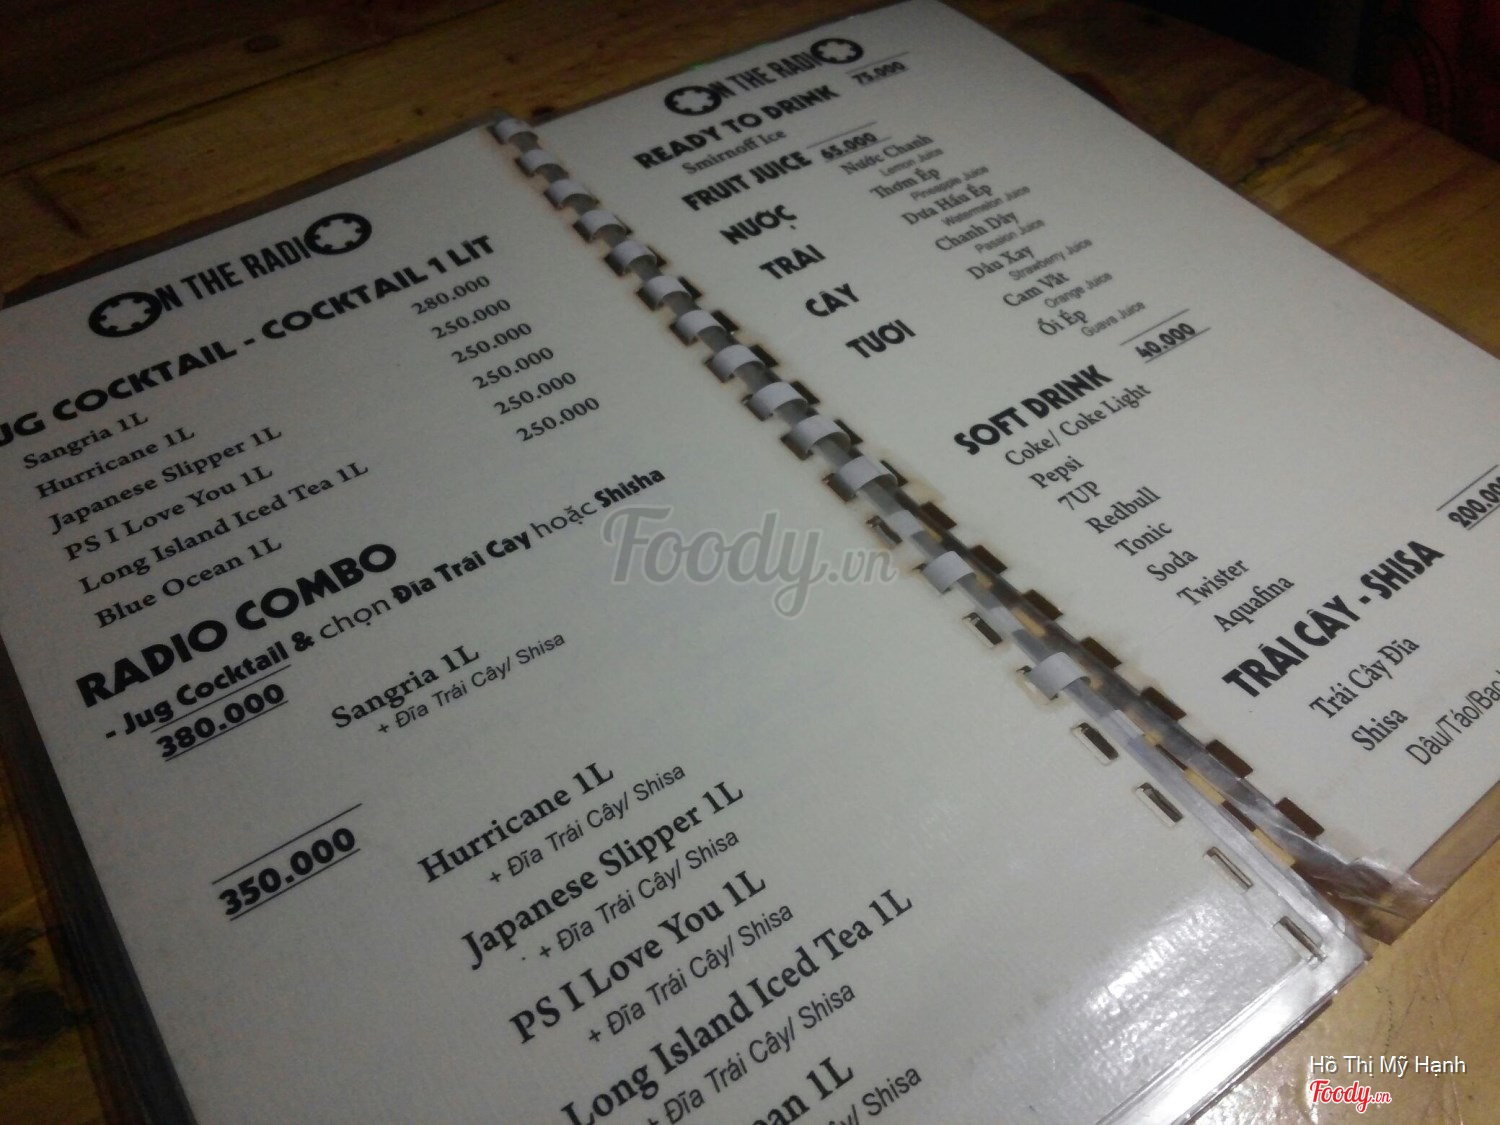 ON THE RADIO
JUG COCKTAIL - COCKTAIL 1 LÍT
Sangria 1L 280.000
Hurricane 1L 250.000
Japanese Slipper 1L 250.000
PS I Love You 1L 250.000
Long Island Iced Tea 1L 250.000
Blue Ocean 1L 250.000
RADIO COMBO
- Jug Cocktail & chọn Đĩa Trái Cây hoặc Shisha
380.000
Sangria 1L
+ Đĩa Trái Cây/ Shisa
350.000
Hurricane 1L
+ Đĩa Trái Cây/ Shisa
Japanese Slipper 1L
+ Đĩa Trái Cây/ Shisa
PS I Love You 1L
+ Đĩa Trái Cây/ Shisa
Long Island Iced Tea 1L
+ Đĩa Trái Cây/ Shisa
1L
Shisa
ON THE RADIO
READY TO DRINK 75.000
Smirnoff Ice
FRUIT JUICE 65.000
NƯỚC
TRÁI
CÂY
TƯƠI
Nước Chanh
Lemon Juice
Thơm Ép
Pineapple Juice
Dưa Hấu Ép
Watermelon Juice
Chanh Dây
Passion Juice
Dâu Xay
Strawberry Juice
Cam Vắt
Orange Juice
Ổi Ép
Guava Juice
SOFT DRINK 40.000
Coke/ Coke Light
Pepsi
7UP
Redbull
Tonic
Soda
Twister
Aquafina
TRÁI CÂY - SHISA 200.000
Trái Cây Đĩa
Shisa
Dâu/Táo/Bạc
Foody.vn
Hồ Thị Mỹ Hạnh
Foody.vn